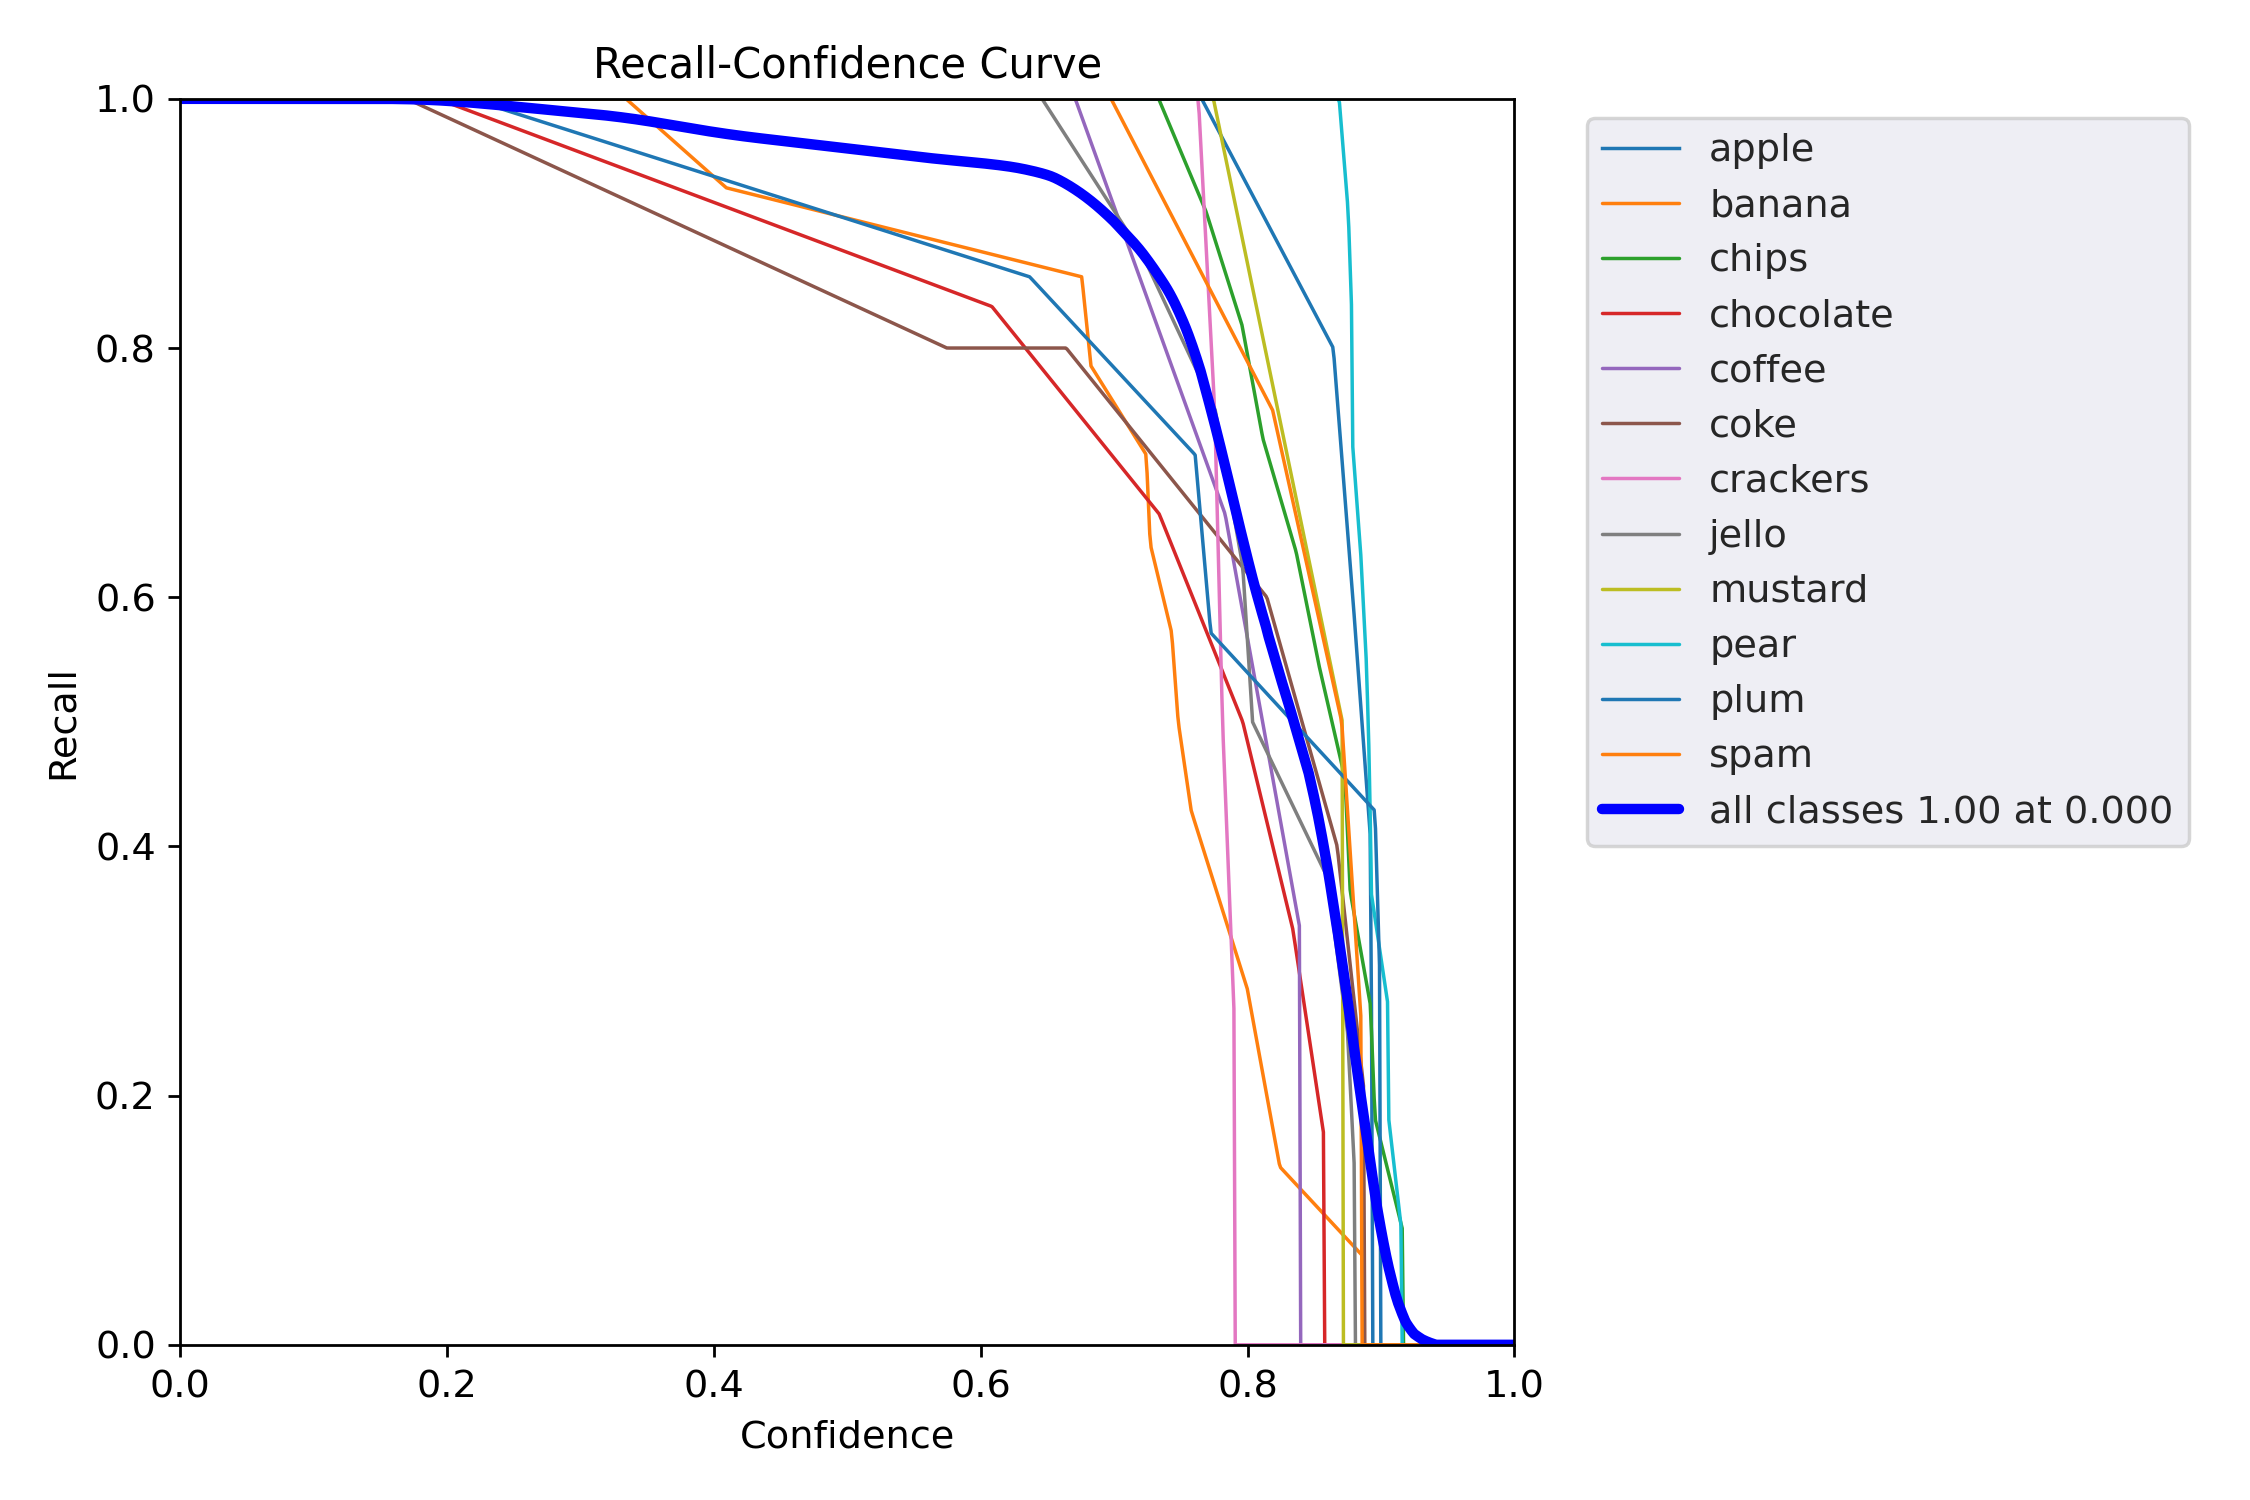 Recall-Confidence Curve
1.0
0.8
0.6
0.4
0.2
0.0
Recall
0.0 0.2 0.4 0.6 0.8 1.0
Confidence
apple
banana
chips
chocolate
coffee
coke
crackers
jello
mustard
pear
plum
spam
all classes 1.00 at 0.000